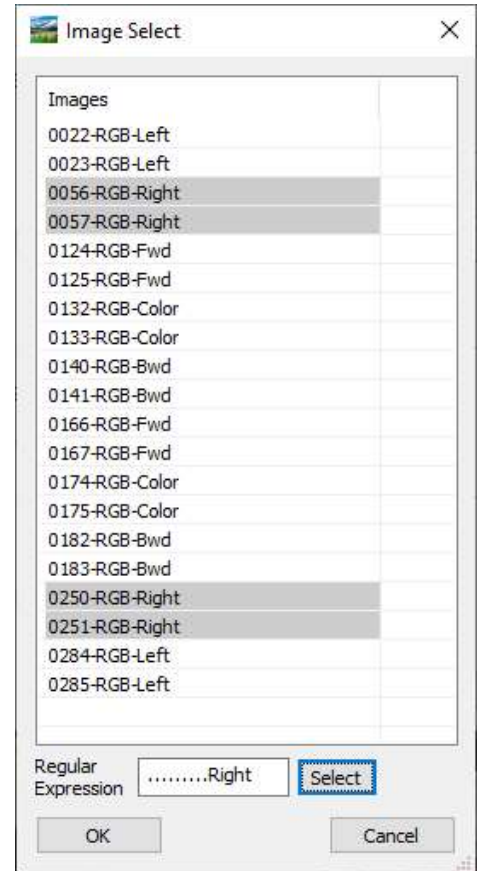 Image Select
Images
0022-RGB-Left
0023-RGB-Left
0056-RGB-Right
0057-RGB-Right
0124-RGB-Fwd
0125-RGB-Fwd
0132-RGB-Color
0133-RGB-Color
0140-RGB-Bwd
0141-RGB-Bwd
0166-RGB-Fwd
0167-RGB-Fwd
0174-RGB-Color
0175-RGB-Color
0182-RGB-Bwd
0183-RGB-Bwd
0250-RGB-Right
0251-RGB-Right
0284-RGB-Left
0285-RGB-Left
Regular
Expression
.........Right
Select
OK
Cancel